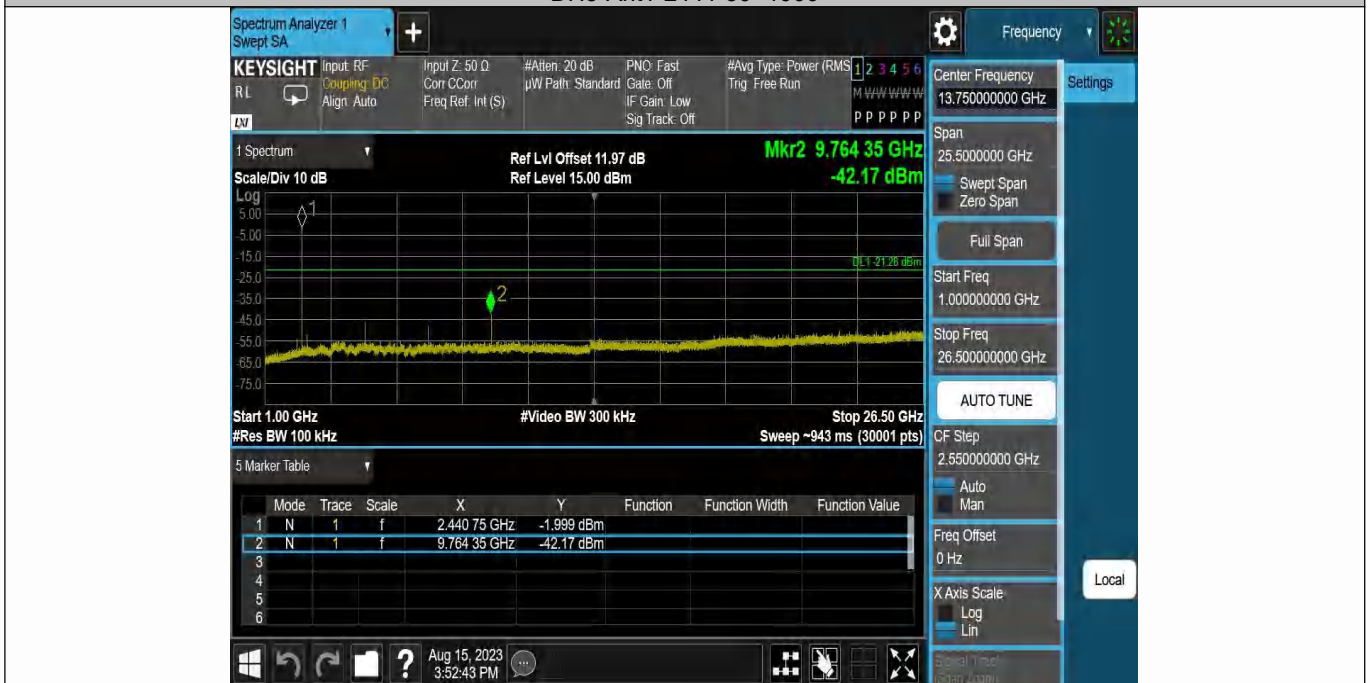 Spectrum Analyzer 1
Swept SA
+
Frequency
KEYSIGHT
RL
LXI
Input: RF
Coupling: DC
Align: Auto
Input Z: 50 Ω
Corr CCorr
Freq Ref: Int (S)
#Atten: 20 dB
µW Path: Standard
PNO: Fast
Gate: Off
IF Gain: Low
Sig Track: Off
#Avg Type: Power (RMS
Trig: Free Run
1 2 3 4 5 6
M W W W W W
P P P P P P
Center Frequency
13.750000000 GHz
Settings
Span
25.5000000 GHz
Swept Span
Zero Span
Full Span
Start Freq
1.000000000 GHz
Stop Freq
26.500000000 GHz
AUTO TUNE
CF Step
2.550000000 GHz
Auto
Man
Freq Offset
0 Hz
X Axis Scale
Log
Lin
Local
1 Spectrum
Scale/Div 10 dB
Ref Lvl Offset 11.97 dB
Ref Level 15.00 dBm
Mkr2 9.764 35 GHz
-42.17 dBm
Log
5.00
-5.00
-15.0
-25.0
-35.0
-45.0
-55.0
-65.0
-75.0
1
2
DL1 -21.28 dBm
Start 1.00 GHz
#Video BW 300 kHz
Stop 26.50 GHz
#Res BW 100 kHz
Sweep ~943 ms (30001 pts)
5 Marker Table
Mode Trace Scale X Y Function Function Width Function Value
1 N 1 f 2.440 75 GHz -1.999 dBm
2 N 1 f 9.764 35 GHz -42.17 dBm
3
4
5
6
?
Aug 15, 2023
3:52:43 PM